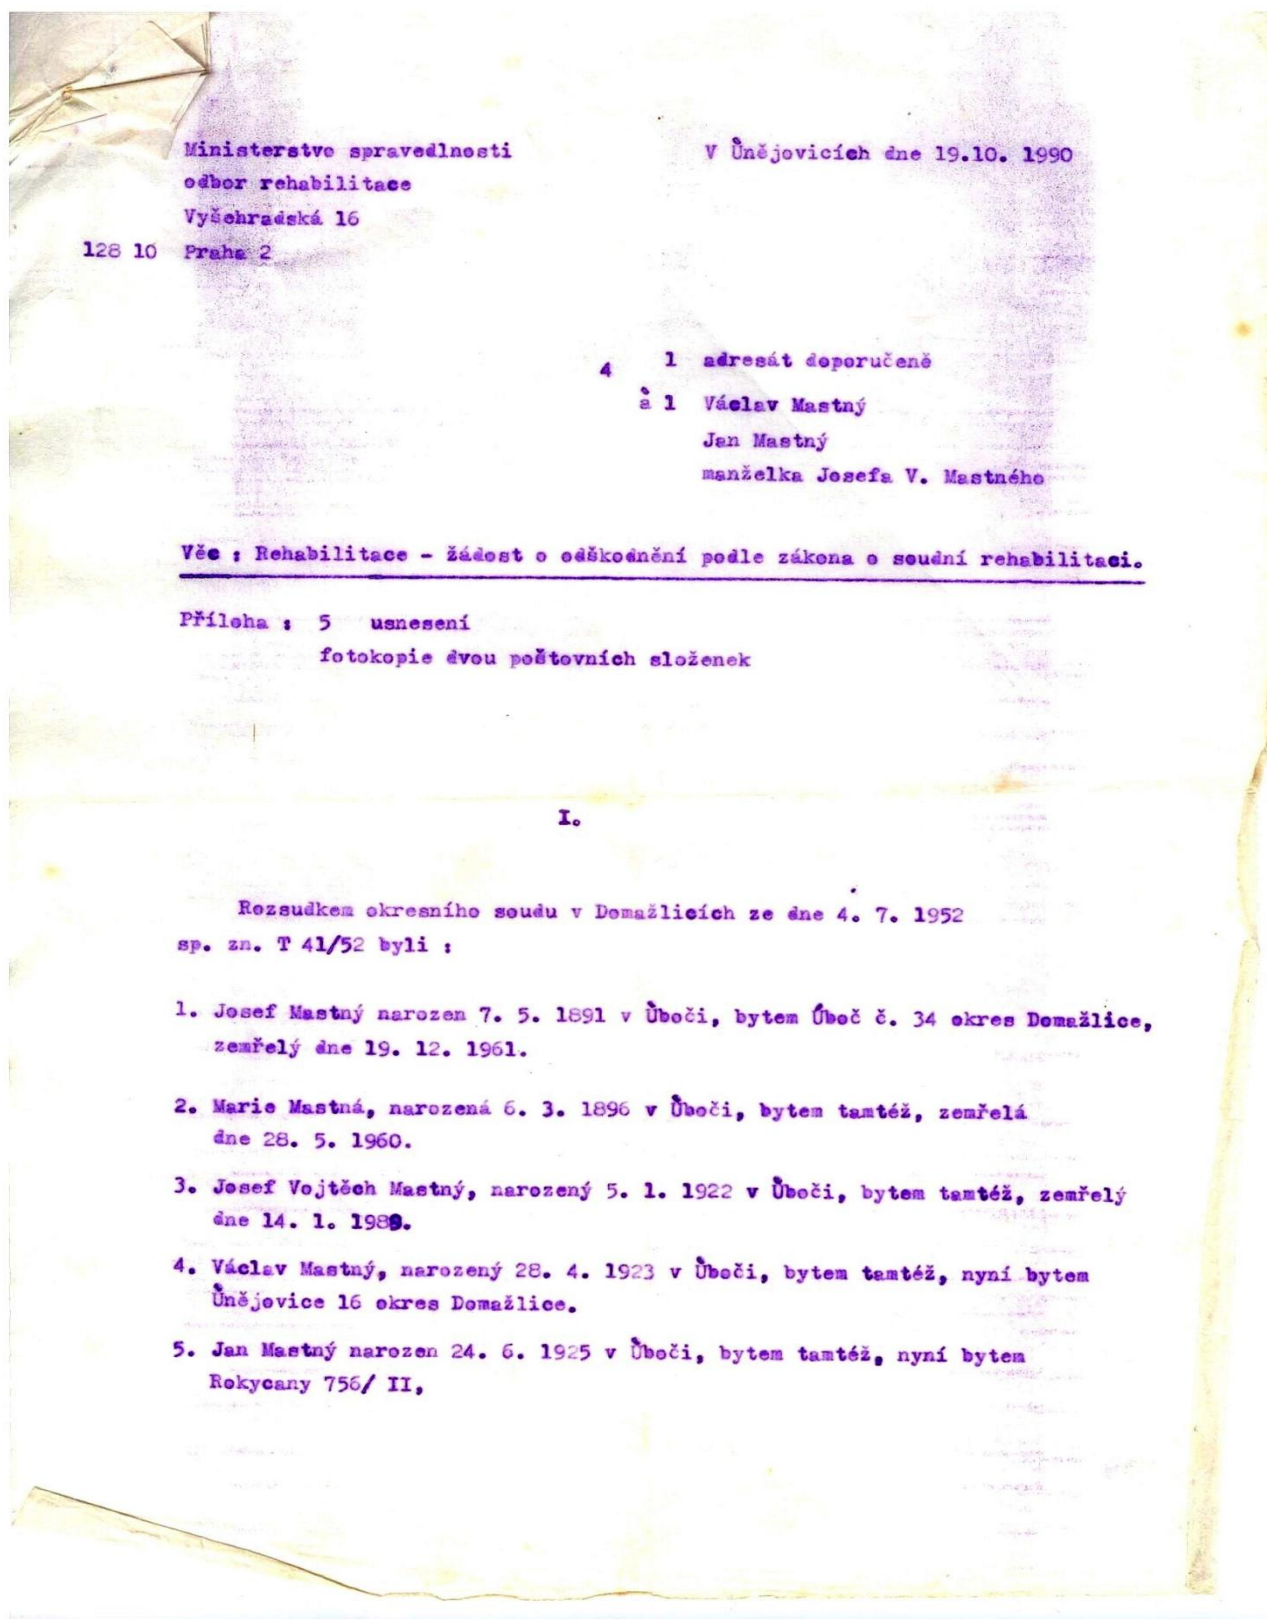 Ministerstvo spravedlnosti
V Únějovicích dne 19.10. 1990
odbor rehabilitace
Vyšehradská 16
128 10 Praha 2
4 1 adresát doporučeně
à 1 Václav Mastný
Jan Mastný
manželka Josefa V. Mastného
Věc : Rehabilitace - žádost o odškodnění podle zákona o soudní rehabilitaci.
Příloha : 5 usnesení
fotokopie dvou poštovních složenek
I.
Rozsudkem okresního soudu v Domažlicích ze dne 4. 7. 1952
sp. zn. T 41/52 byli :
1. Josef Mastný narozen 7. 5. 1891 v Úboči, bytem Úboč č. 34 okres Domažlice,
zemřelý dne 19. 12. 1961.
2. Marie Mastná, narozená 6. 3. 1896 v Úboči, bytem tamtéž, zemřelá
dne 28. 5. 1960.
3. Josef Vojtěch Mastný, narozený 5. 1. 1922 v Úboči, bytem tamtéž, zemřelý
dne 14. 1. 1989.
4. Václav Mastný, narozený 28. 4. 1923 v Úboči, bytem tamtéž, nyní bytem
Únějovice 16 okres Domažlice.
5. Jan Mastný narozen 24. 6. 1925 v Úboči, bytem tamtéž, nyní bytem
Rokycany 756/ II,